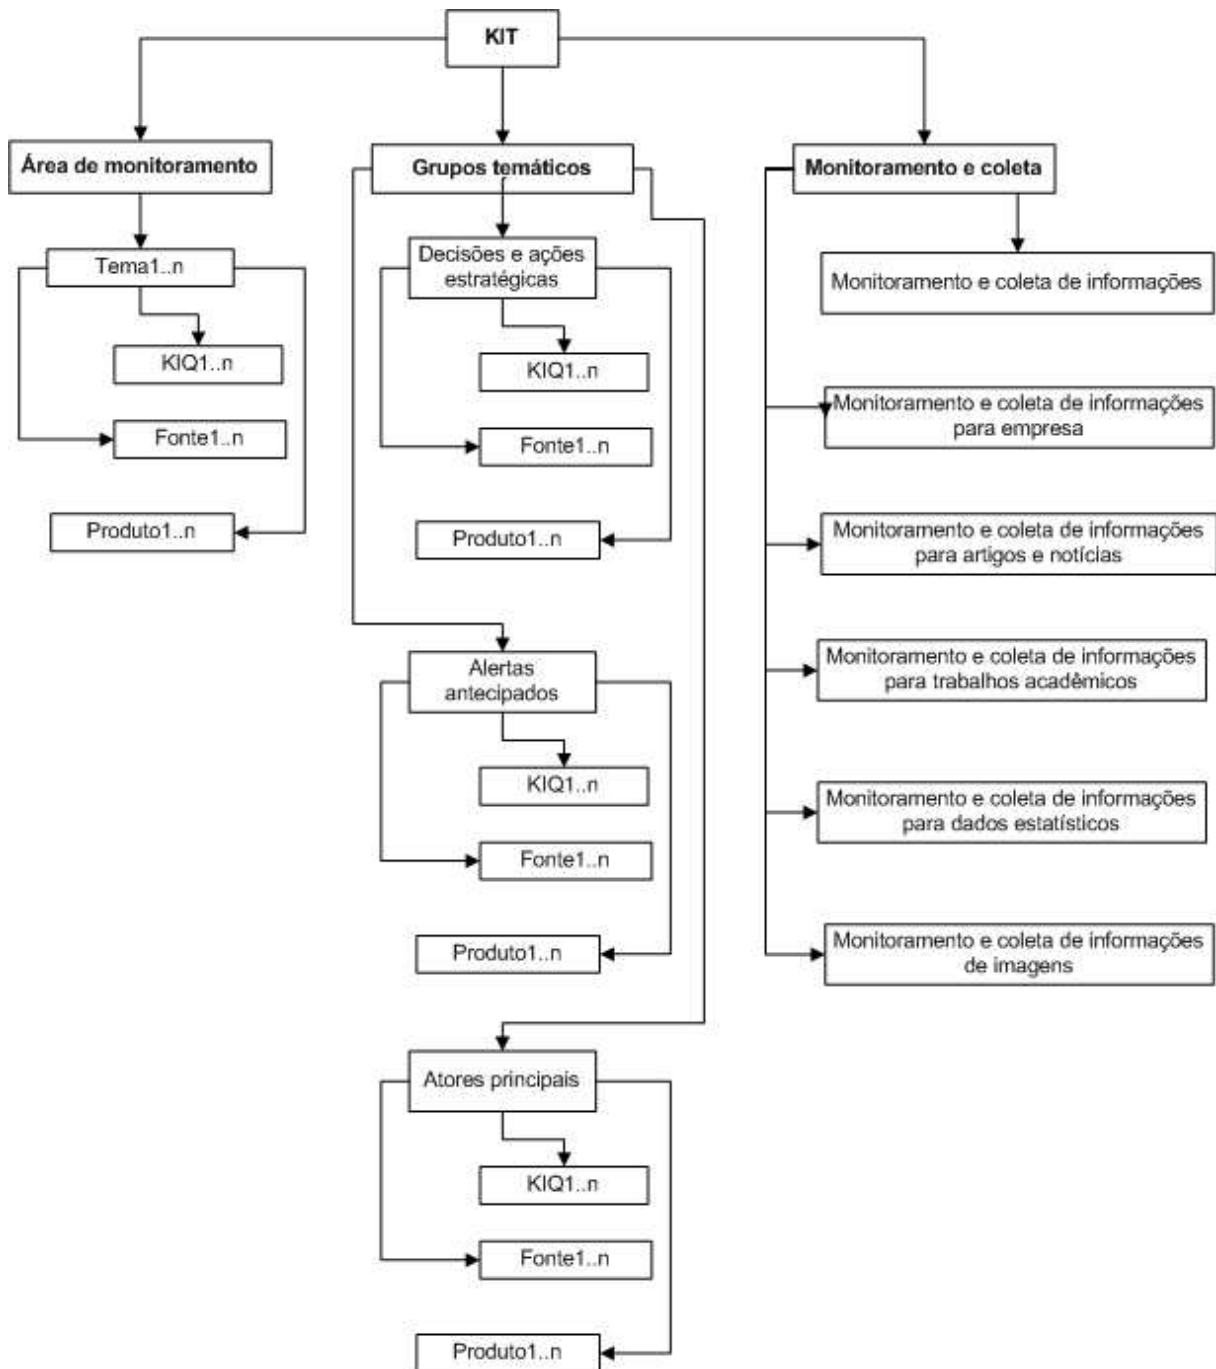 KIT
Área de monitoramento
Tema1..n
KIQ1..n
Fonte1..n
Produto1..n
Grupos temáticos
Decisões e ações
estratégicas
KIQ1..n
Fonte1..n
Produto1..n
Alertas
antecipados
KIQ1..n
Fonte1..n
Produto1..n
Atores principais
KIQ1..n
Fonte1..n
Produto1..n
Monitoramento e coleta
Monitoramento e coleta de informações
Monitoramento e coleta de informações
para empresa
Monitoramento e coleta de informações
para artigos e notícias
Monitoramento e coleta de informações
para trabalhos acadêmicos
Monitoramento e coleta de informações
para dados estatísticos
Monitoramento e coleta de informações
de imagens